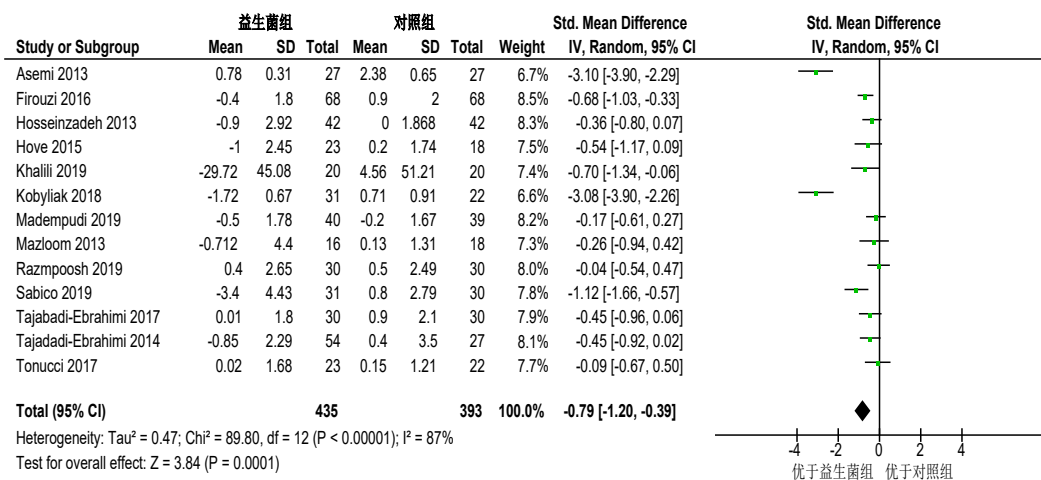 益生菌组 对照组 Std. Mean Difference Std. Mean Difference
Study or Subgroup Mean SD Total Mean SD Total Weight IV, Random, 95% CI IV, Random, 95% CI
Asemi 2013 0.78 0.31 27 2.38 0.65 27 6.7% -3.10 [-3.90, -2.29]
Firouzi 2016 -0.4 1.8 68 0.9 2 68 8.5% -0.68 [-1.03, -0.33]
Hosseinzadeh 2013 -0.9 2.92 42 0 1.868 42 8.3% -0.36 [-0.80, 0.07]
Hove 2015 -1 2.45 23 0.2 1.74 18 7.5% -0.54 [-1.17, 0.09]
Khalili 2019 -29.72 45.08 20 4.56 51.21 20 7.4% -0.70 [-1.34, -0.06]
Kobyliak 2018 -1.72 0.67 31 0.71 0.91 22 6.6% -3.08 [-3.90, -2.26]
Madempudi 2019 -0.5 1.78 40 -0.2 1.67 39 8.2% -0.17 [-0.61, 0.27]
Mazloom 2013 -0.712 4.4 16 0.13 1.31 18 7.3% -0.26 [-0.94, 0.42]
Razmpoosh 2019 0.4 2.65 30 0.5 2.49 30 8.0% -0.04 [-0.54, 0.47]
Sabico 2019 -3.4 4.43 31 0.8 2.79 30 7.8% -1.12 [-1.66, -0.57]
Tajabadi-Ebrahimi 2017 0.01 1.8 30 0.9 2.1 30 7.9% -0.45 [-0.96, 0.06]
Tajadadi-Ebrahimi 2014 -0.85 2.29 54 0.4 3.5 27 8.1% -0.45 [-0.92, 0.02]
Tonucci 2017 0.02 1.68 23 0.15 1.21 22 7.7% -0.09 [-0.67, 0.50]
Total (95% CI) 435 393 100.0% -0.79 [-1.20, -0.39]
Heterogeneity: Tau² = 0.47; Chi² = 89.80, df = 12 (P < 0.00001); I² = 87%
Test for overall effect: Z = 3.84 (P = 0.0001)
-4 -2 0 2 4
优于益生菌组 优于对照组